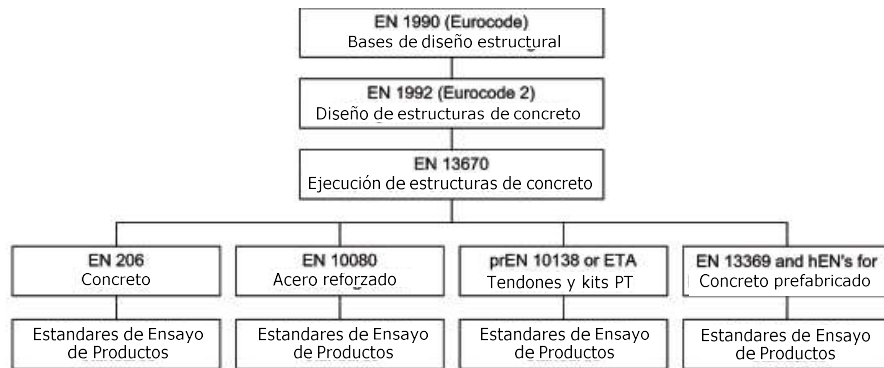 EN 1990 (Eurocode)
Bases de diseño estructural
EN 1992 (Eurocode 2)
Diseño de estructuras de concreto
EN 13670
Ejecución de estructuras de concreto
EN 206
Concreto
EN 10080
Acero reforzado
prEN 10138 or ETA
Tendones y kits PT
EN 13369 and hEN's for
Concreto prefabricado
Estandares de Ensayo
de Productos
Estandares de Ensayo
de Productos
Estandares de Ensayo
de Productos
Estandares de Ensayo
de Productos